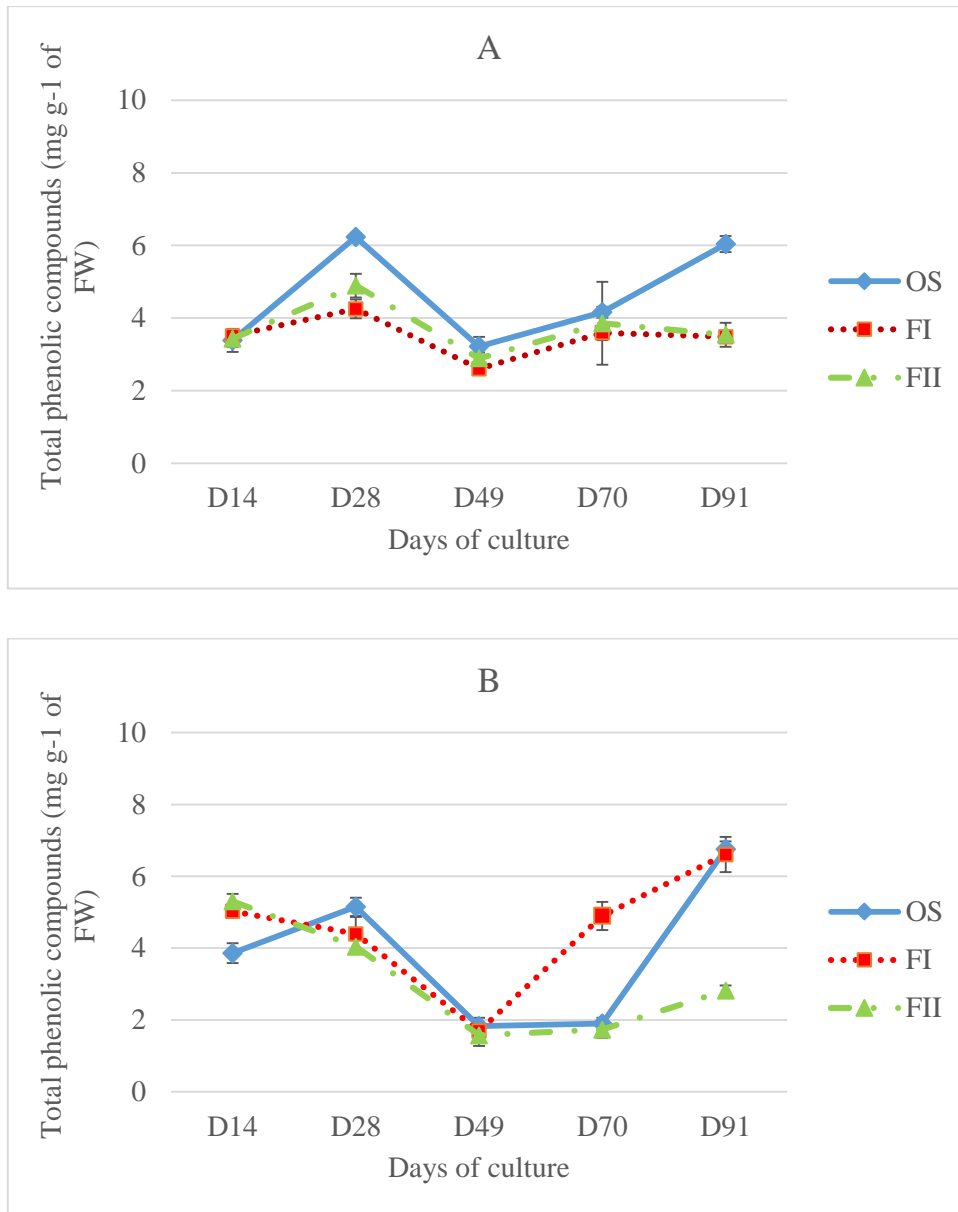 A
Total phenolic compounds (mg g-1 of
FW)
10
8
6
4
2
0
D14 D28 D49 D70 D91
Days of culture
OS
FI
FII
B
Total phenolic compounds (mg g-1 of
FW)
10
8
6
4
2
0
D14 D28 D49 D70 D91
Days of culture
OS
FI
FII